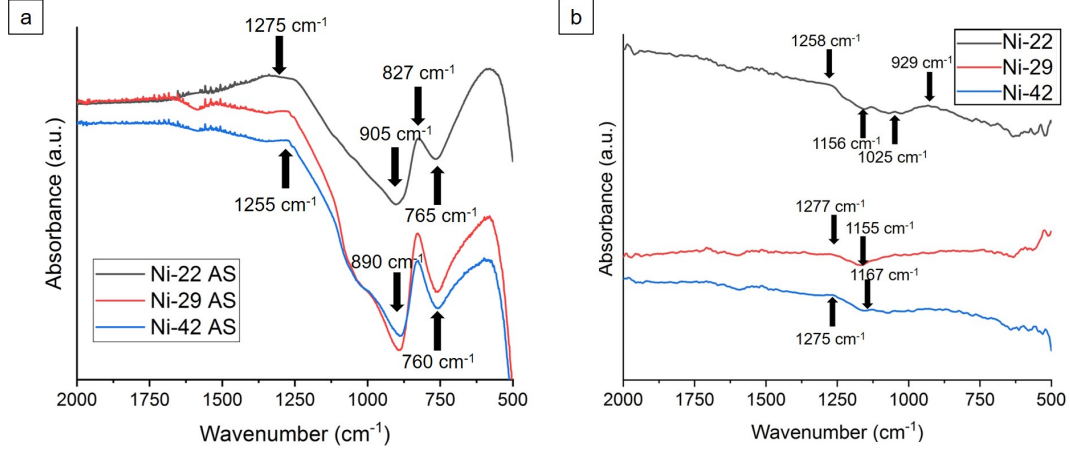 a
1275 cm-1
827 cm-1
905 cm-1
1255 cm-1
765 cm-1
890 cm-1
760 cm-1
Ni-22 AS
Ni-29 AS
Ni-42 AS
Absorbance (a.u.)
2000 1750 1500 1250 1000 750 500
Wavenumber (cm-1)
b
Ni-22
Ni-29
Ni-42
1258 cm-1
929 cm-1
1156 cm-1
1025 cm-1
1277 cm-1
1155 cm-1
1167 cm-1
1275 cm-1
Absorbance (a.u.)
2000 1750 1500 1250 1000 750 500
Wavenumber (cm-1)